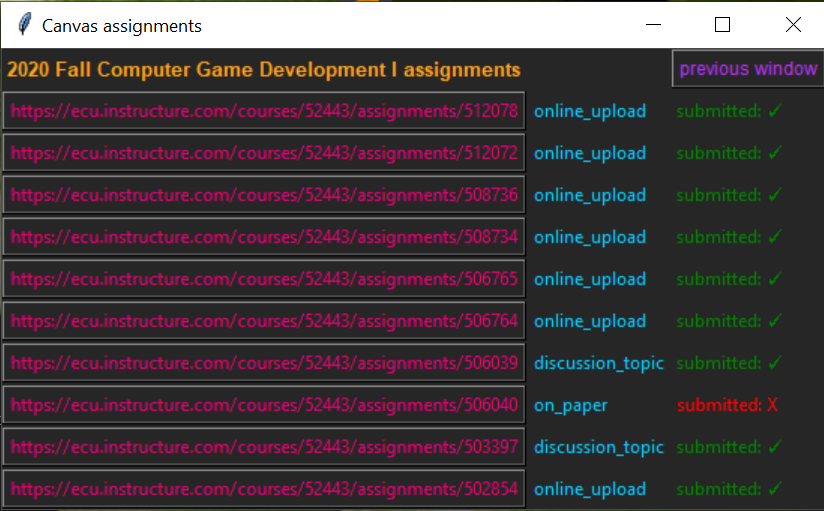 Canvas assignments
2020 Fall Computer Game Development I assignments previous window
https://ecu.instructure.com/courses/52443/assignments/512078 online_upload submitted: ✓
https://ecu.instructure.com/courses/52443/assignments/512072 online_upload submitted: ✓
https://ecu.instructure.com/courses/52443/assignments/508736 online_upload submitted: ✓
https://ecu.instructure.com/courses/52443/assignments/508734 online_upload submitted: ✓
https://ecu.instructure.com/courses/52443/assignments/506765 online_upload submitted: ✓
https://ecu.instructure.com/courses/52443/assignments/506764 online_upload submitted: ✓
https://ecu.instructure.com/courses/52443/assignments/506039 discussion_topic submitted: ✓
https://ecu.instructure.com/courses/52443/assignments/506040 on_paper submitted: X
https://ecu.instructure.com/courses/52443/assignments/503397 discussion_topic submitted: ✓
https://ecu.instructure.com/courses/52443/assignments/502854 online_upload submitted: ✓